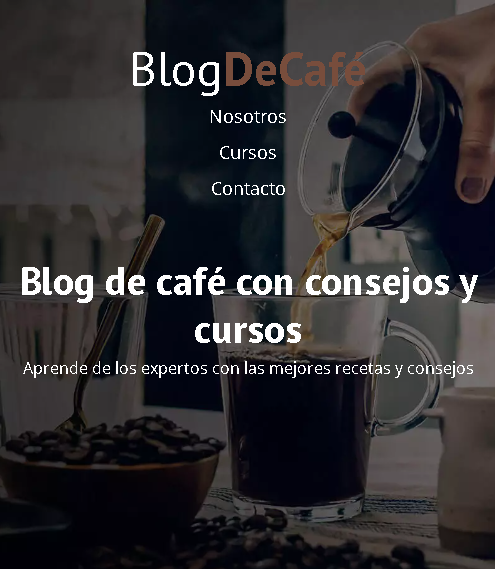 BlogDeCafé
Nosotros
Cursos
Contacto
Blog de café con consejos y
cursos
Aprende de los expertos con las mejores recetas y consejos